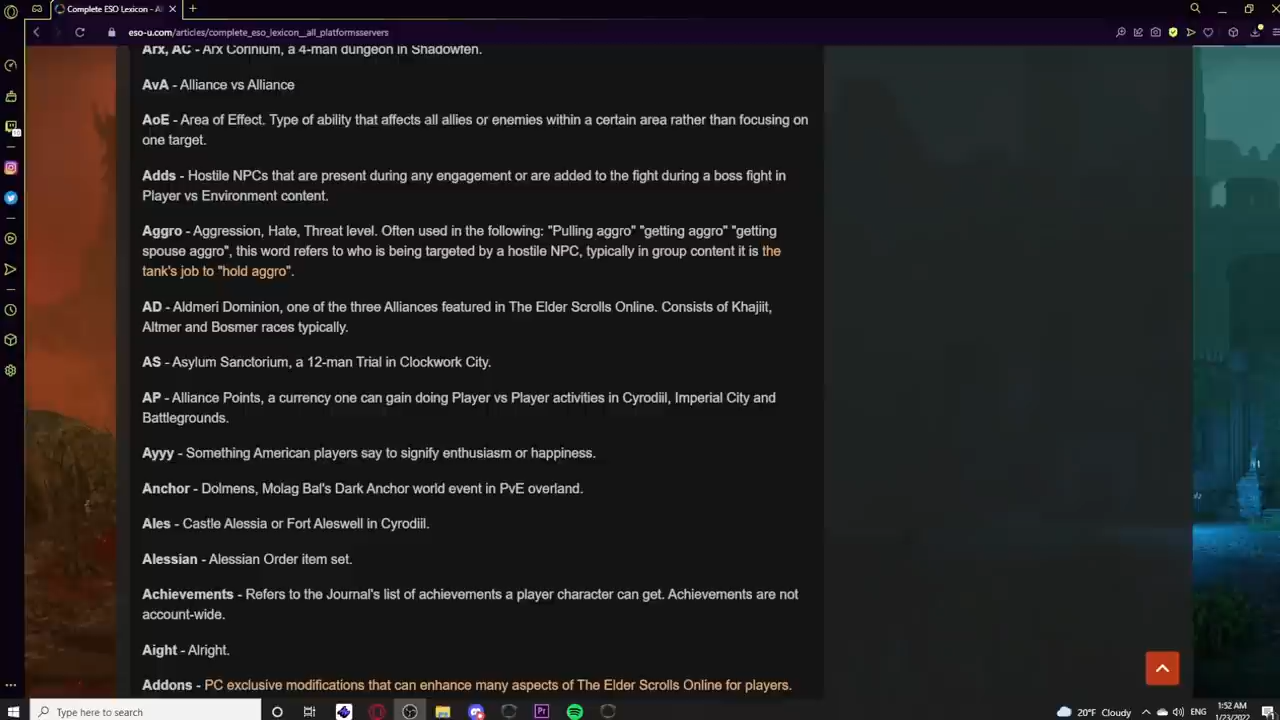 Complete ESO Lexicon - All
eso-u.com/articles/complete_eso_lexicon__all_platformsservers
Arx, AC - Arx Corinium, a 4-man dungeon in Shadowfen.
AvA - Alliance vs Alliance
AoE - Area of Effect. Type of ability that affects all allies or enemies within a certain area rather than focusing on
one target.
Adds - Hostile NPCs that are present during any engagement or are added to the fight during a boss fight in
Player vs Environment content.
Aggro - Aggression, Hate, Threat level. Often used in the following: "Pulling aggro" "getting aggro" "getting
spouse aggro", this word refers to who is being targeted by a hostile NPC, typically in group content it is the
tank's job to "hold aggro".
AD - Aldmeri Dominion, one of the three Alliances featured in The Elder Scrolls Online. Consists of Khajiit,
Altmer and Bosmer races typically.
AS - Asylum Sanctorium, a 12-man Trial in Clockwork City.
AP - Alliance Points, a currency one can gain doing Player vs Player activities in Cyrodiil, Imperial City and
Battlegrounds.
Ayyy - Something American players say to signify enthusiasm or happiness.
Anchor - Dolmens, Molag Bal's Dark Anchor world event in PvE overland.
Ales - Castle Alessia or Fort Aleswell in Cyrodiil.
Alessian - Alessian Order item set.
Achievements - Refers to the Journal's list of achievements a player character can get. Achievements are not
account-wide.
Aight - Alright.
Addons - PC exclusive modifications that can enhance many aspects of The Elder Scrolls Online for players.
Type here to search
20°F Cloudy
ENG
1:52 AM
1/23/2022